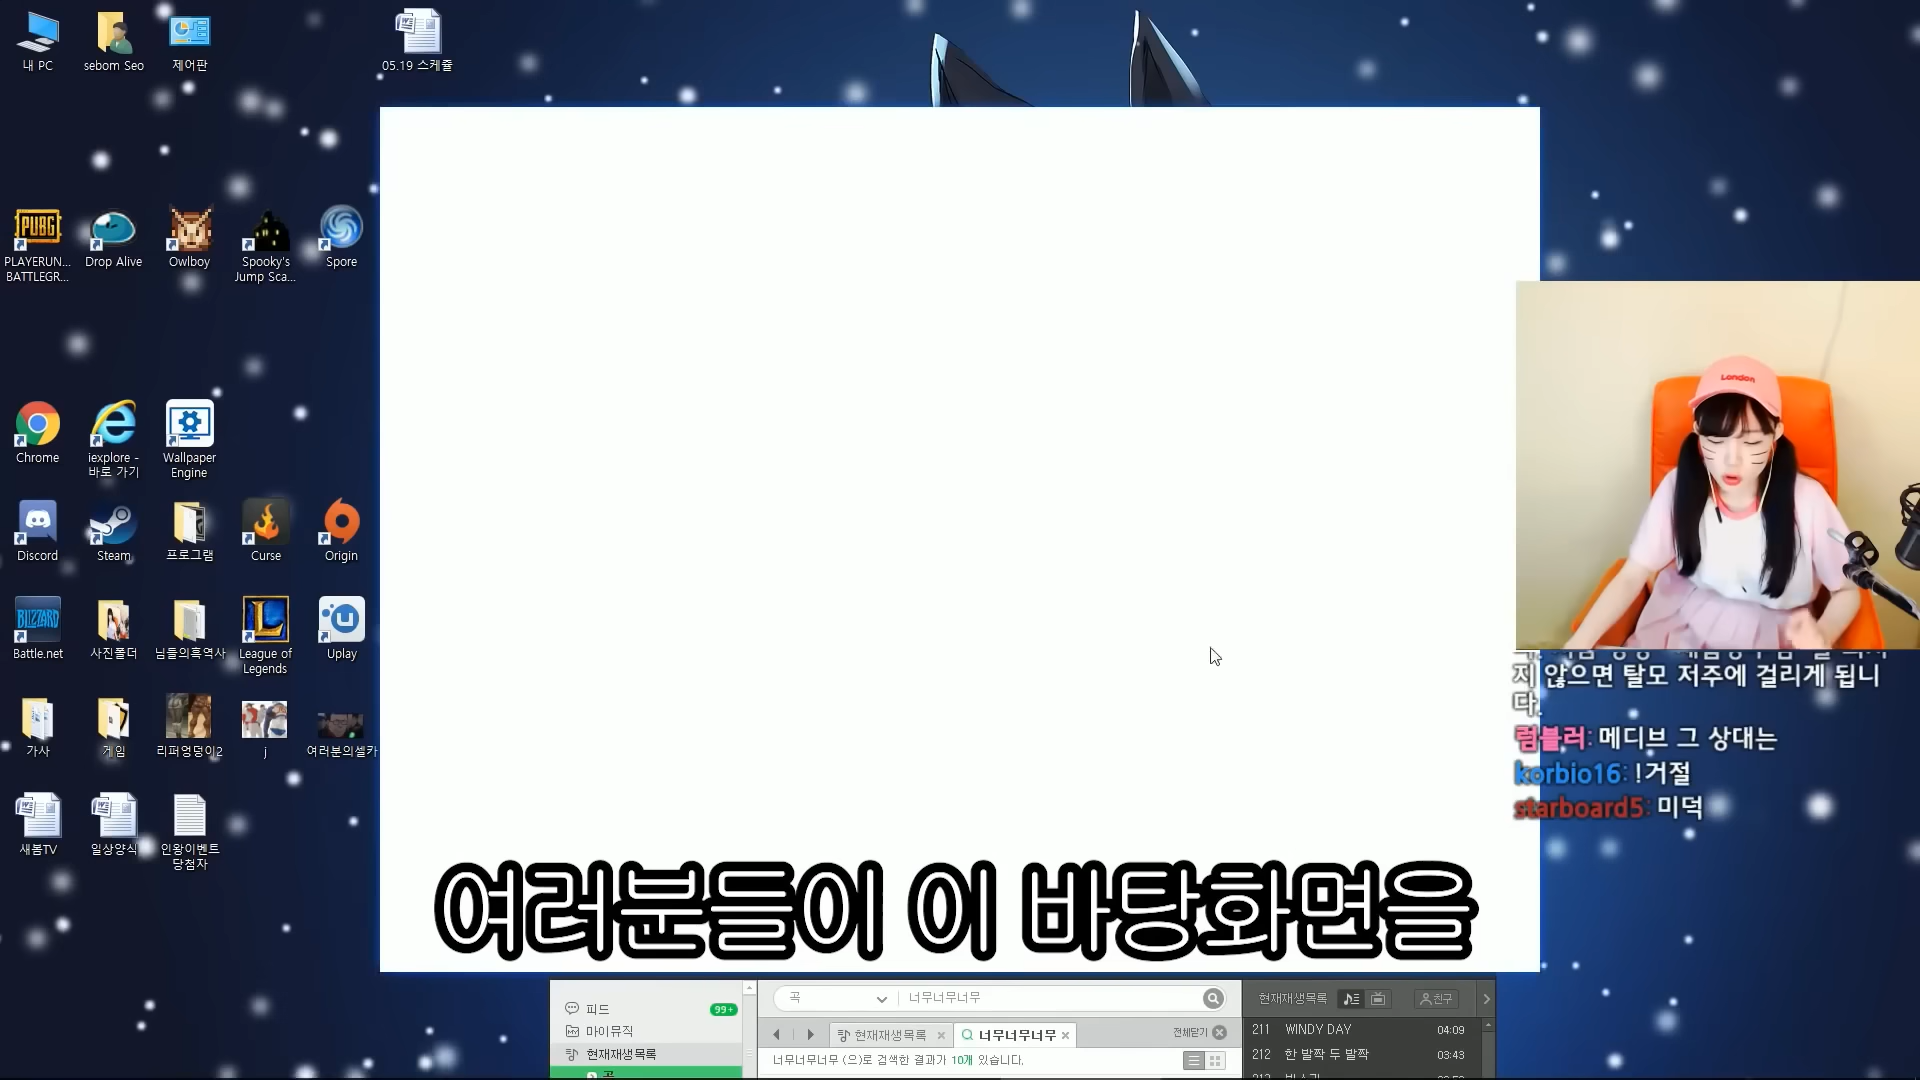 내 PC
sebom Seo
제어판
05.19 스케쥴
PUBG
PLAYERUN...
BATTLEGR...
Drop Alive
Owlboy
Spooky's
Jump Sca...
Spore
London
Chrome
iexplore -
바로 가기
Wallpaper
Engine
Discord
Steam
프로그램
Curse
Origin
BLIZZARD
Battle.net
사진폴더
님들의흑역사
League of
Legends
Uplay
가사
게임
리퍼엉덩이2
j
여러분의셀카
새봄TV
일상양식
인왕이벤트
당첨자
지 않으면 탈모 저주에 걸리게 됩니
다.
럼블러: 메디브 그 상대는
korbio16: !거절
starboard5: 미덕
여러분들이 이 바탕화면을
피드
99+
마이뮤직
현재재생목록
곡
곡
너무너무너무
현재재생목록
너무너무너무
전체닫기
너무너무너무 (으)로 검색한 결과가 10개 있습니다.
현재재생목록
친구
211 WINDY DAY 04:09
212 한 발짝 두 발짝 03:43